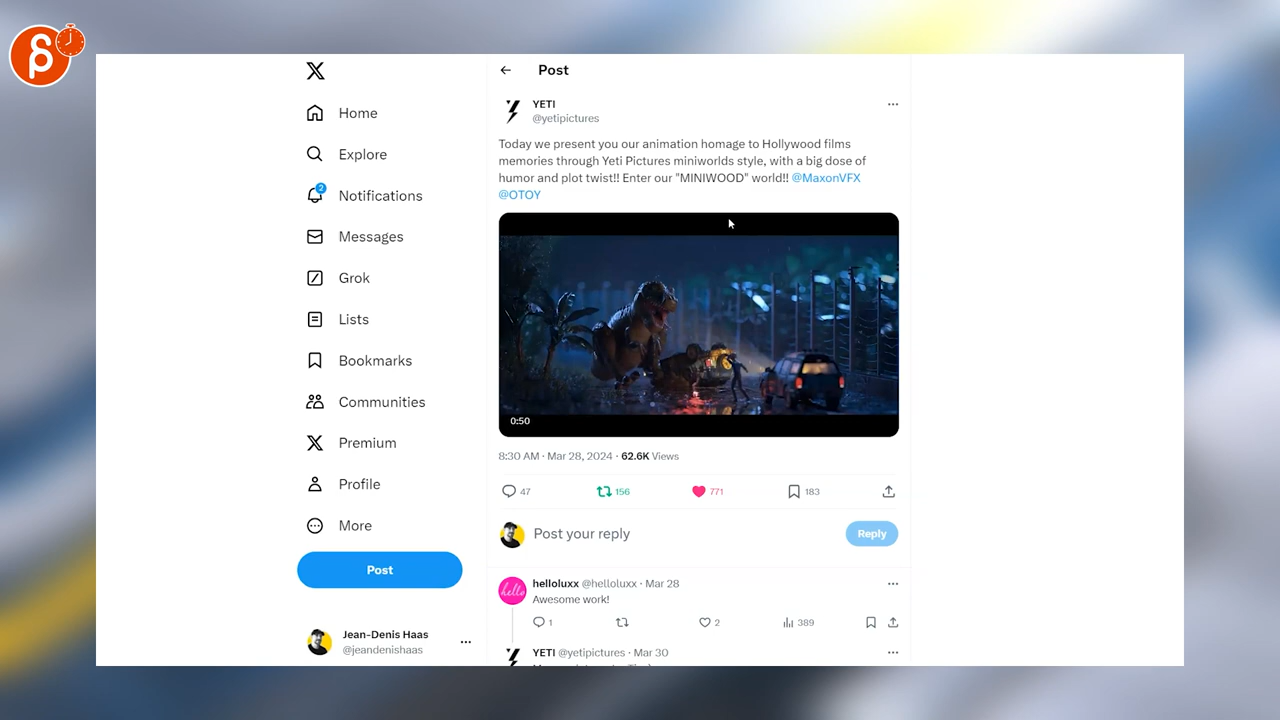 Post
Home
Explore
2
Notifications
Messages
Grok
Lists
Bookmarks
Communities
Premium
Profile
More
Post
Jean-Denis Haas
@jeandenishaas
YETI
@yetipictures
Today we present you our animation homage to Hollywood films
memories through Yeti Pictures miniworlds style, with a big dose of
humor and plot twist!! Enter our "MINIWOOD" world!! @MaxonVFX
@OTOY
0:50
8:30 AM · Mar 28, 2024 · 62.6K Views
47 156 771 183
Post your reply
Reply
hello
helloluxx @helloluxx · Mar 28
Awesome work!
1 2 389
YETI @yetipictures · Mar 30